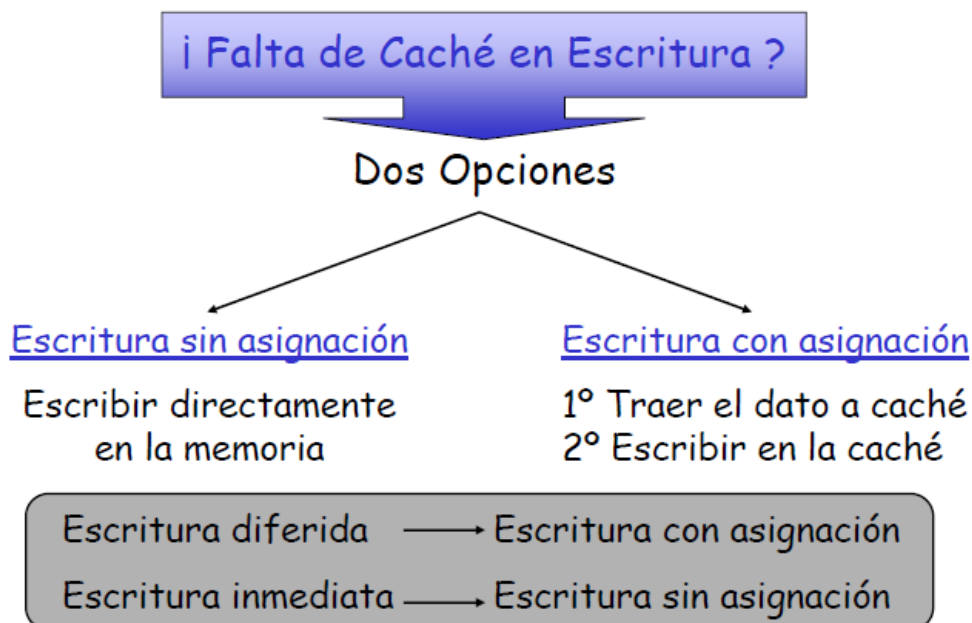 ¡ Falta de Caché en Escritura ?
Dos Opciones
Escritura sin asignación
Escribir directamente
en la memoria
Escritura con asignación
1º Traer el dato a caché
2º Escribir en la caché
Escritura diferida Escritura con asignación
Escritura inmediata Escritura sin asignación